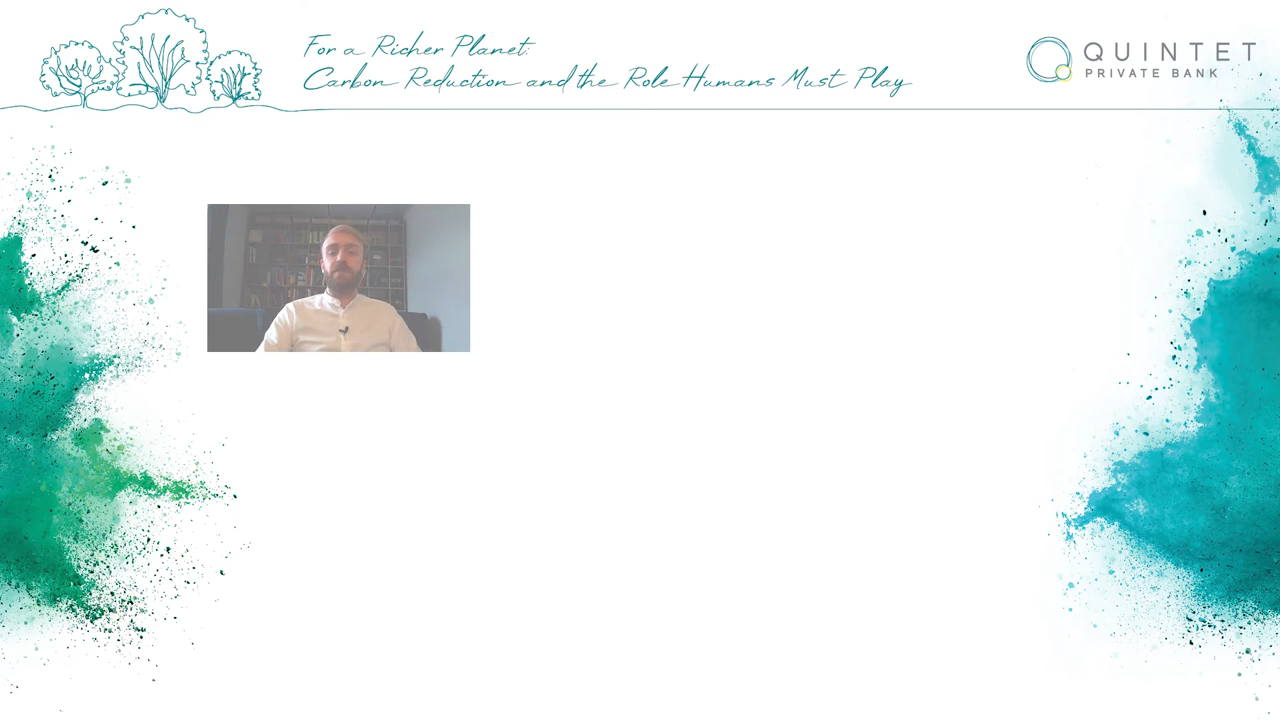 For a Richer Planet:
Carbon Reduction and the Role Humans Must Play
QUINTET
PRIVATE BANK